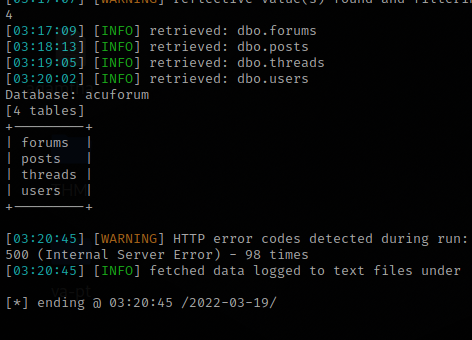 [03:17:07] [WARNING] reflective value(s) found and filterin
4
[03:17:09] [INFO] retrieved: dbo.forums
[03:18:13] [INFO] retrieved: dbo.posts
[03:19:05] [INFO] retrieved: dbo.threads
[03:20:02] [INFO] retrieved: dbo.users
Database: acuforum
[4 tables]
+---------+
| forums  |
| posts   |
| threads |
| users   |
+---------+
[03:20:45] [WARNING] HTTP error codes detected during run:
500 (Internal Server Error) - 98 times
[03:20:45] [INFO] fetched data logged to text files under
[*] ending @ 03:20:45 /2022-03-19/